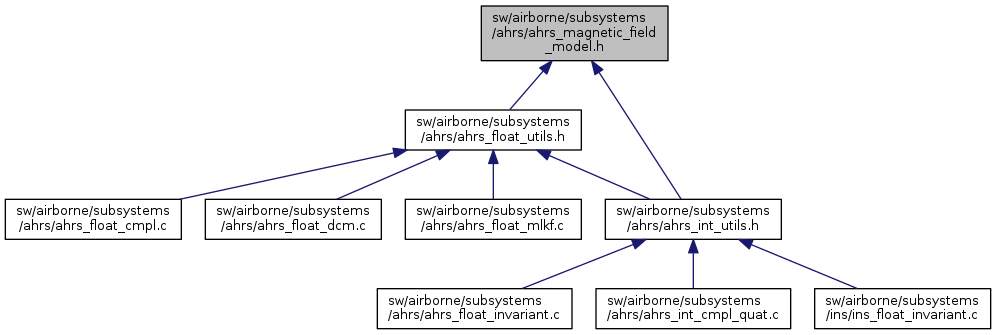 sw/airborne/subsystems
/ahrs/ahrs_magnetic_field
_model.h
sw/airborne/subsystems
/ahrs/ahrs_float_utils.h
sw/airborne/subsystems
/ahrs/ahrs_float_cmpl.c
sw/airborne/subsystems
/ahrs/ahrs_float_dcm.c
sw/airborne/subsystems
/ahrs/ahrs_float_mlkf.c
sw/airborne/subsystems
/ahrs/ahrs_int_utils.h
sw/airborne/subsystems
/ahrs/ahrs_float_invariant.c
sw/airborne/subsystems
/ahrs/ahrs_int_cmpl_quat.c
sw/airborne/subsystems
/ins/ins_float_invariant.c